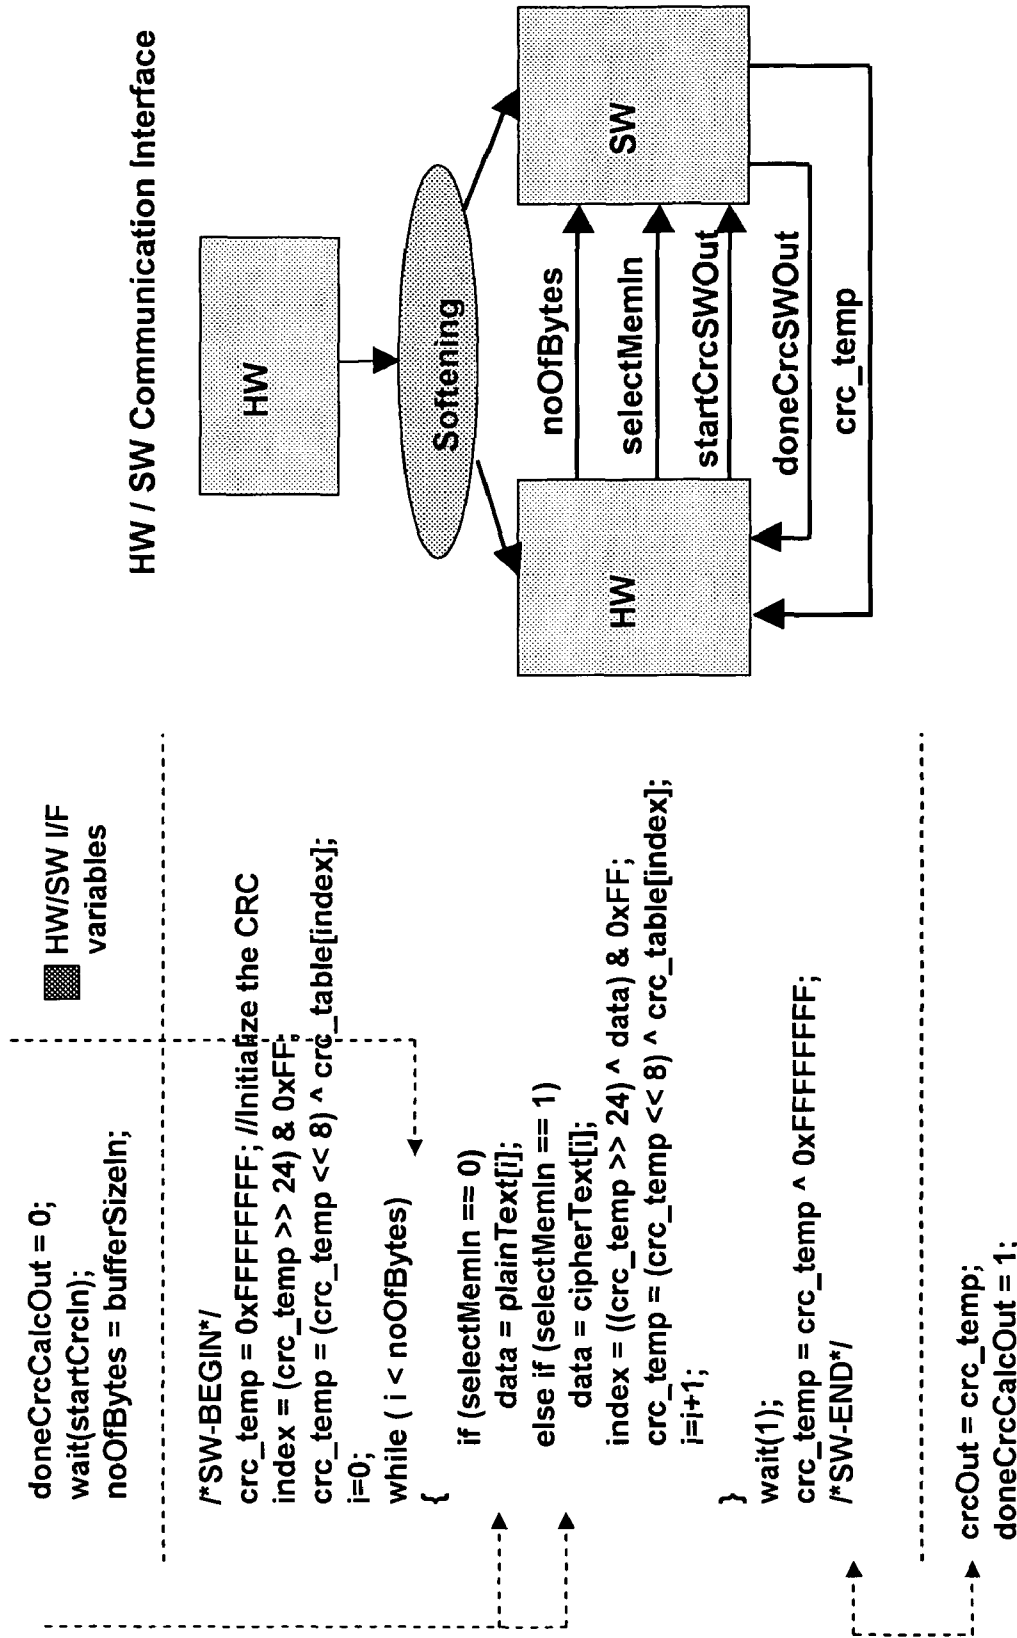 HW / SW Communication Interface
HW/SW I/F
variables
doneCrcCalcOut = 0;
wait(startCrcIn);
noOfBytes = bufferSizeIn;
/*SW-BEGIN*/
crc_temp = 0xFFFFFFFF; //Initialize the CRC
index = (crc_temp >> 24) & 0xFF;
crc_temp = (crc_temp << 8) ^ crc_table[index];
i=0;
while ( i < noOfBytes)
{
if (selectMemIn == 0)
data = plainText[i];
else if (selectMemIn == 1)
data = cipherText[i];
index = ((crc_temp >> 24) ^ data) & 0xFF;
crc_temp = (crc_temp << 8) ^ crc_table[index];
i=i+1;
}
wait(1);
crc_temp = crc_temp ^ 0xFFFFFFFF;
/*SW-END*/
crcOut = crc_temp;
doneCrcCalcOut = 1;
HW
Softening
HW
SW
noOfBytes
selectMemIn
startCrcSWOut
doneCrcSWOut
crc_temp